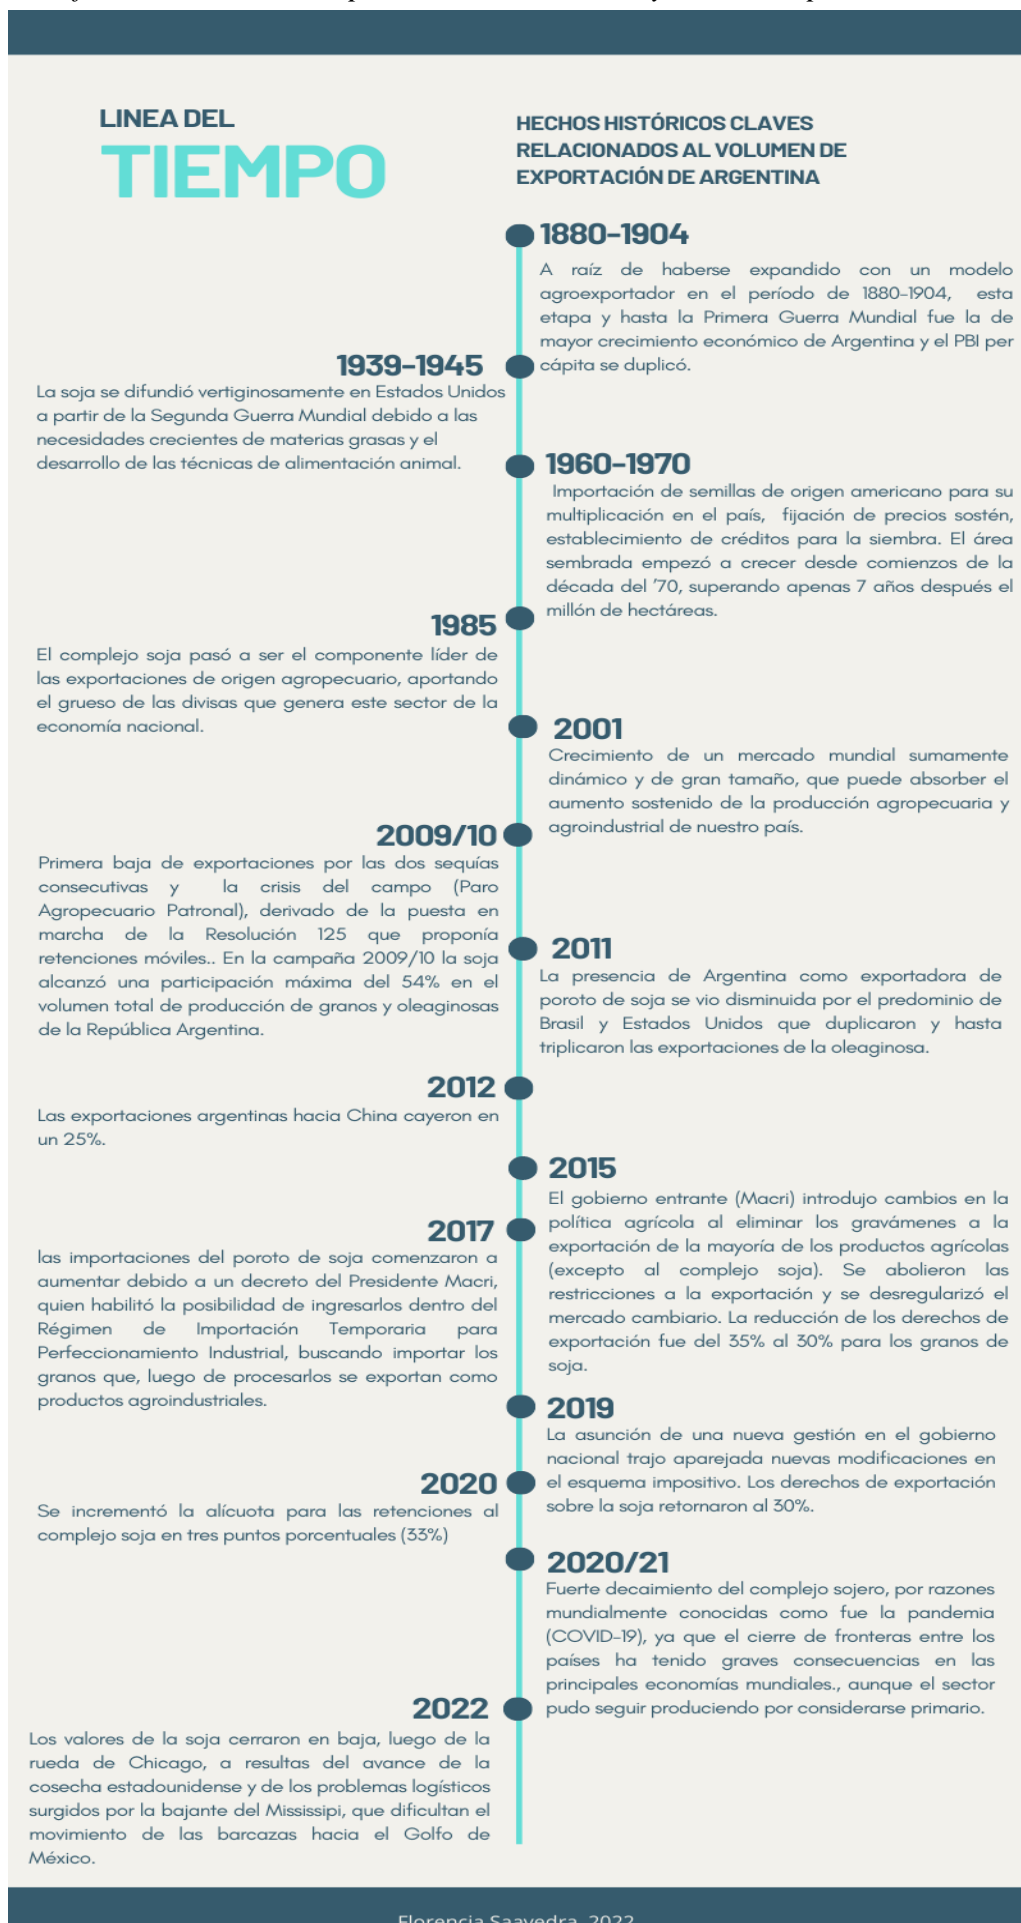 LINEA DEL
TIEMPO
HECHOS HISTÓRICOS CLAVES
RELACIONADOS AL VOLUMEN DE
EXPORTACIÓN DE ARGENTINA
1880-1904
A raíz de haberse expandido con un modelo
agroexportador en el período de 1880-1904, esta
etapa y hasta la Primera Guerra Mundial fue la de
mayor crecimiento económico de Argentina y el PBI per
cápita se duplicó.
1939-1945
La soja se difundió vertiginosamente en Estados Unidos
a partir de la Segunda Guerra Mundial debido a las
necesidades crecientes de materias grasas y el
desarrollo de las técnicas de alimentación animal.
1960-1970
Importación de semillas de origen americano para su
multiplicación en el país, fijación de precios sostén,
establecimiento de créditos para la siembra. El área
sembrada empezó a crecer desde comienzos de la
década del '70, superando apenas 7 años después el
millón de hectáreas.
1985
El complejo soja pasó a ser el componente líder de
las exportaciones de origen agropecuario, aportando
el grueso de las divisas que genera este sector de la
economía nacional.
2001
Crecimiento de un mercado mundial sumamente
dinámico y de gran tamaño, que puede absorber el
aumento sostenido de la producción agropecuaria y
agroindustrial de nuestro país.
2009/10
Primera baja de exportaciones por las dos sequías
consecutivas y la crisis del campo (Paro
Agropecuario Patronal), derivado de la puesta en
marcha de la Resolución 125 que proponía
retenciones móviles.. En la campaña 2009/10 la soja
alcanzó una participación máxima del 54% en el
volumen total de producción de granos y oleaginosas
de la República Argentina.
2011
La presencia de Argentina como exportadora de
poroto de soja se vio disminuida por el predominio de
Brasil y Estados Unidos que duplicaron y hasta
triplicaron las exportaciones de la oleaginosa.
2012
Las exportaciones argentinas hacia China cayeron en
un 25%.
2015
El gobierno entrante (Macri) introdujo cambios en la
política agrícola al eliminar los gravámenes a la
exportación de la mayoría de los productos agrícolas
(excepto al complejo soja). Se abolieron las
restricciones a la exportación y se desregularizó el
mercado cambiario. La reducción de los derechos de
exportación fue del 35% al 30% para los granos de
soja.
2017
las importaciones del poroto de soja comenzaron a
aumentar debido a un decreto del Presidente Macri,
quien habilitó la posibilidad de ingresarlos dentro del
Régimen de Importación Temporaria para
Perfeccionamiento Industrial, buscando importar los
granos que, luego de procesarlos se exportan como
productos agroindustriales.
2019
La asunción de una nueva gestión en el gobierno
nacional trajo aparejada nuevas modificaciones en
el esquema impositivo. Los derechos de exportación
sobre la soja retornaron al 30%.
2020
Se incrementó la alícuota para las retenciones al
complejo soja en tres puntos porcentuales (33%)
2020/21
Fuerte decaimiento del complejo sojero, por razones
mundialmente conocidas como fue la pandemia
(COVID-19), ya que el cierre de fronteras entre los
países ha tenido graves consecuencias en las
principales economías mundiales., aunque el sector
pudo seguir produciendo por considerarse primario.
2022
Los valores de la soja cerraron en baja, luego de la
rueda de Chicago, a resultas del avance de la
cosecha estadounidense y de los problemas logísticos
surgidos por la bajante del Mississipi, que dificultan el
movimiento de las barcazas hacia el Golfo de
México.
Florencia Saavedra, 2022